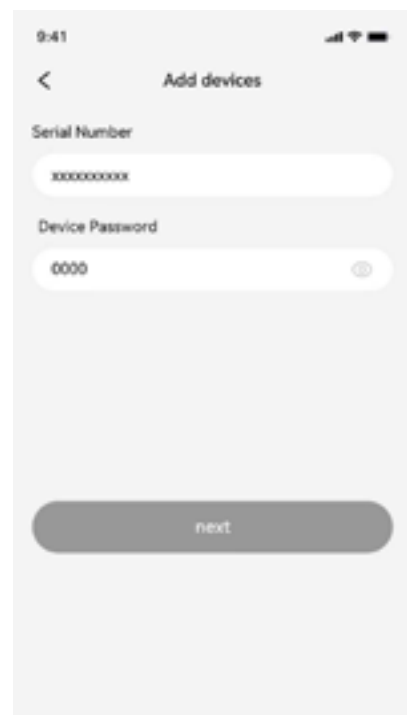 9:41
Add devices
Serial Number
xxxxxxxxxx
Device Password
0000
next